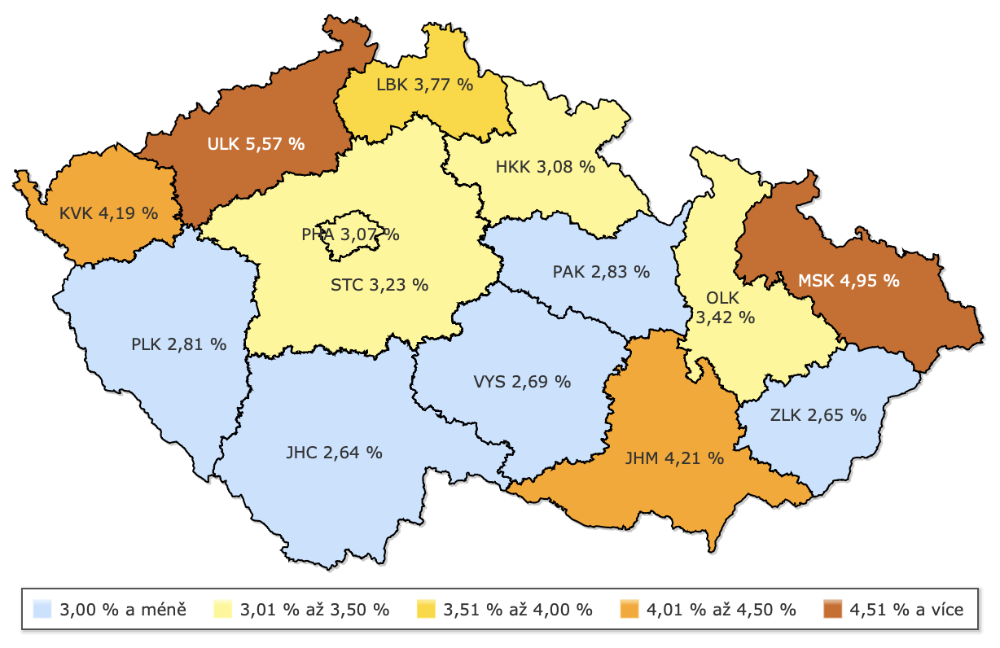 LBK 3,77 %
ULK 5,57 %
HKK 3,08 %
KVK 4,19 %
PHA 3,07 %
PAK 2,83 %
MSK 4,95 %
STC 3,23 %
OLK
3,42 %
PLK 2,81 %
VYS 2,69 %
ZLK 2,65 %
JHC 2,64 %
JHM 4,21 %
3,00 % a méně
3,01 % až 3,50 %
3,51 % až 4,00 %
4,01 % až 4,50 %
4,51 % a více